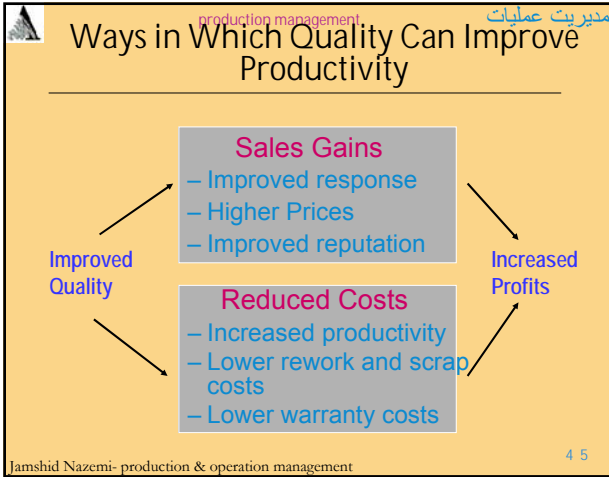 production management
مدیریت عملیات
Ways in Which Quality Can Improve
Productivity
Sales Gains
– Improved response
– Higher Prices
– Improved reputation
Improved
Quality
Increased
Profits
Reduced Costs
– Increased productivity
– Lower rework and scrap
costs
– Lower warranty costs
Jamshid Nazemi- production & operation management
4 5